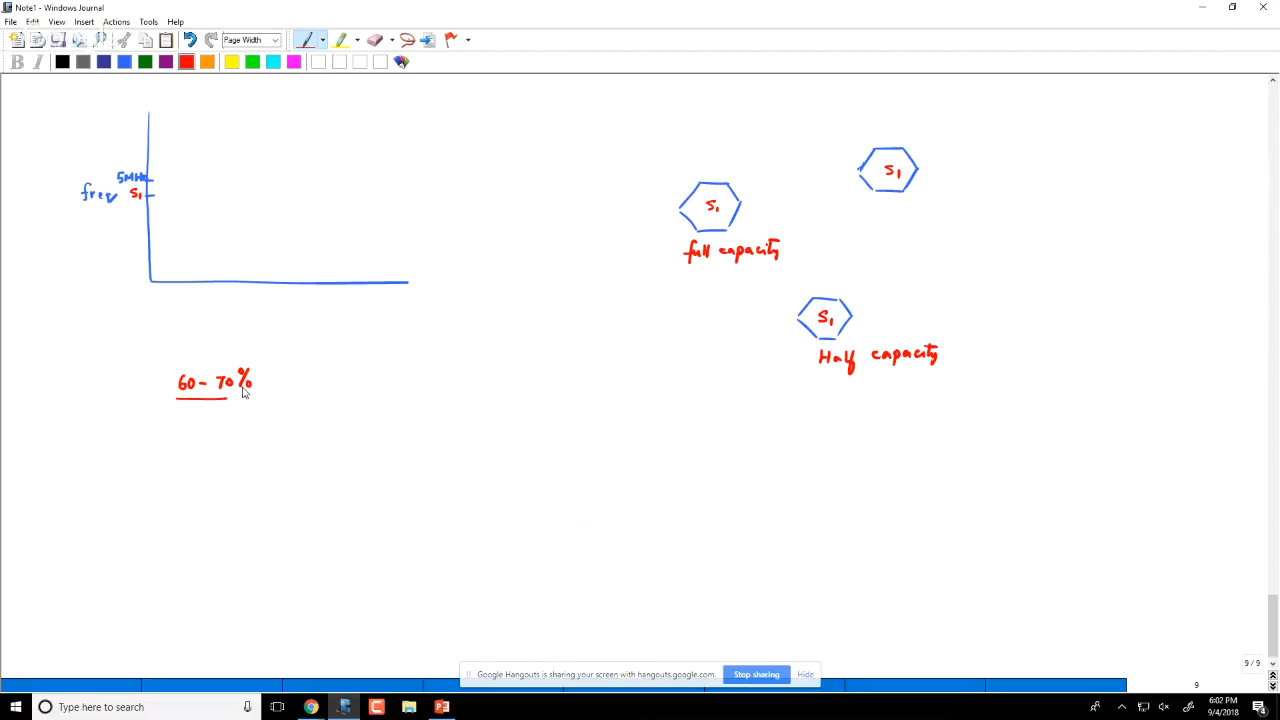 Note1 - Windows Journal
File Edit View Insert Actions Tools Help
Page Width
B I
5MHz
freq S1
S1
S1
full capacity
S1
Half capacity
60 - 70%
9 / 9
Google Hangouts is sharing your screen with hangouts.google.com. Stop sharing Hide
9
Type here to search
6:02 PM
9/4/2018
4